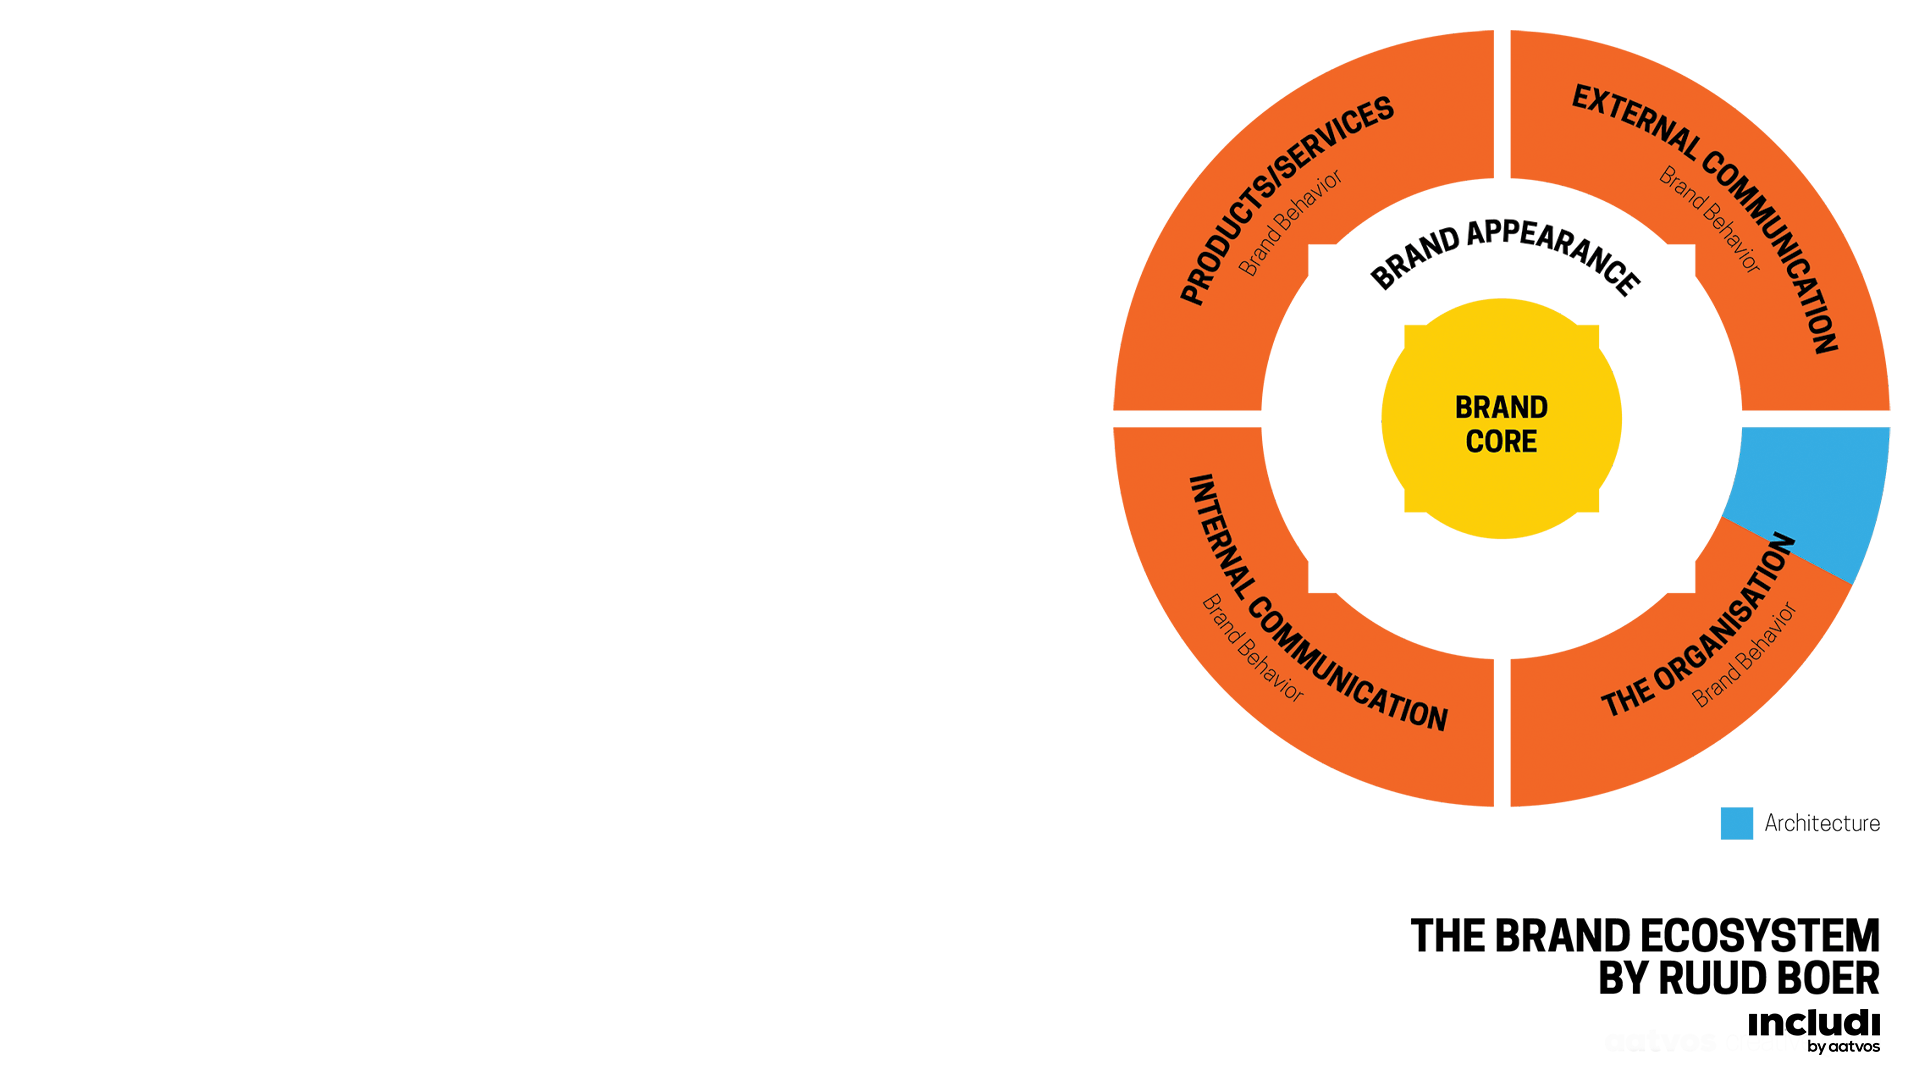 PRODUCTS/SERVICES
Brand Behavior
EXTERNAL COMMUNICATION
Brand Behavior
BRAND APPEARANCE
BRAND
CORE
INTERNAL COMMUNICATION
Brand Behavior
THE ORGANISATION
Brand Behavior
Architecture
THE BRAND ECOSYSTEM
BY RUUD BOER
includi
by aatvos
aatvos